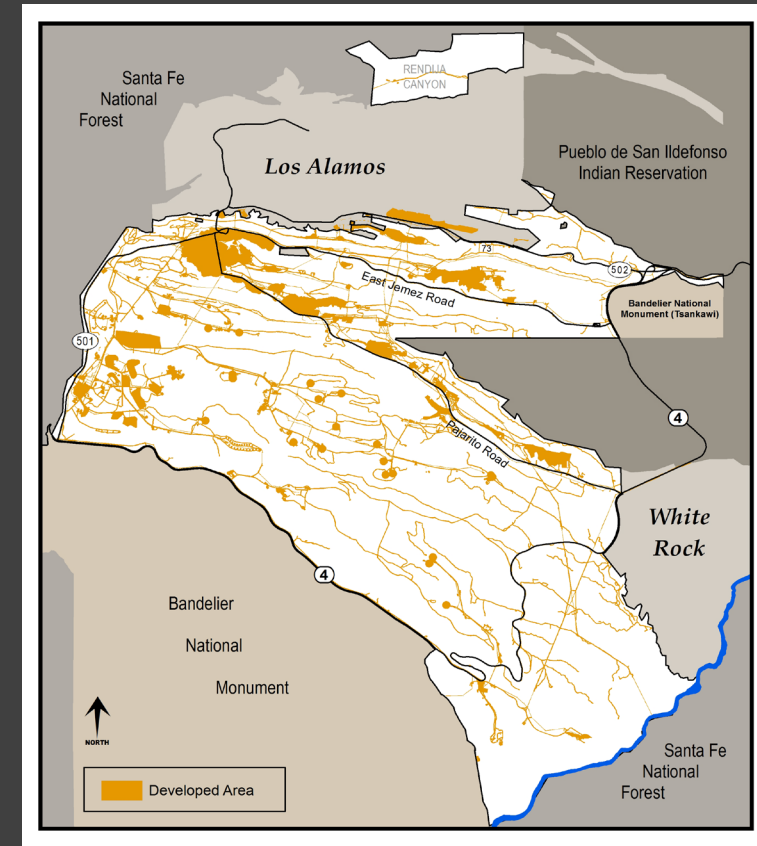 RENDIJA
CANYON
Santa Fe
National
Forest
Los Alamos
Pueblo de San Ildefonso
Indian Reservation
73
502
East Jemez Road
Bandelier National
Monument (Tsankawi)
501
4
Pajarito Road
White
Rock
4
Bandelier
National
Monument
NORTH
Santa Fe
National
Forest
Developed Area